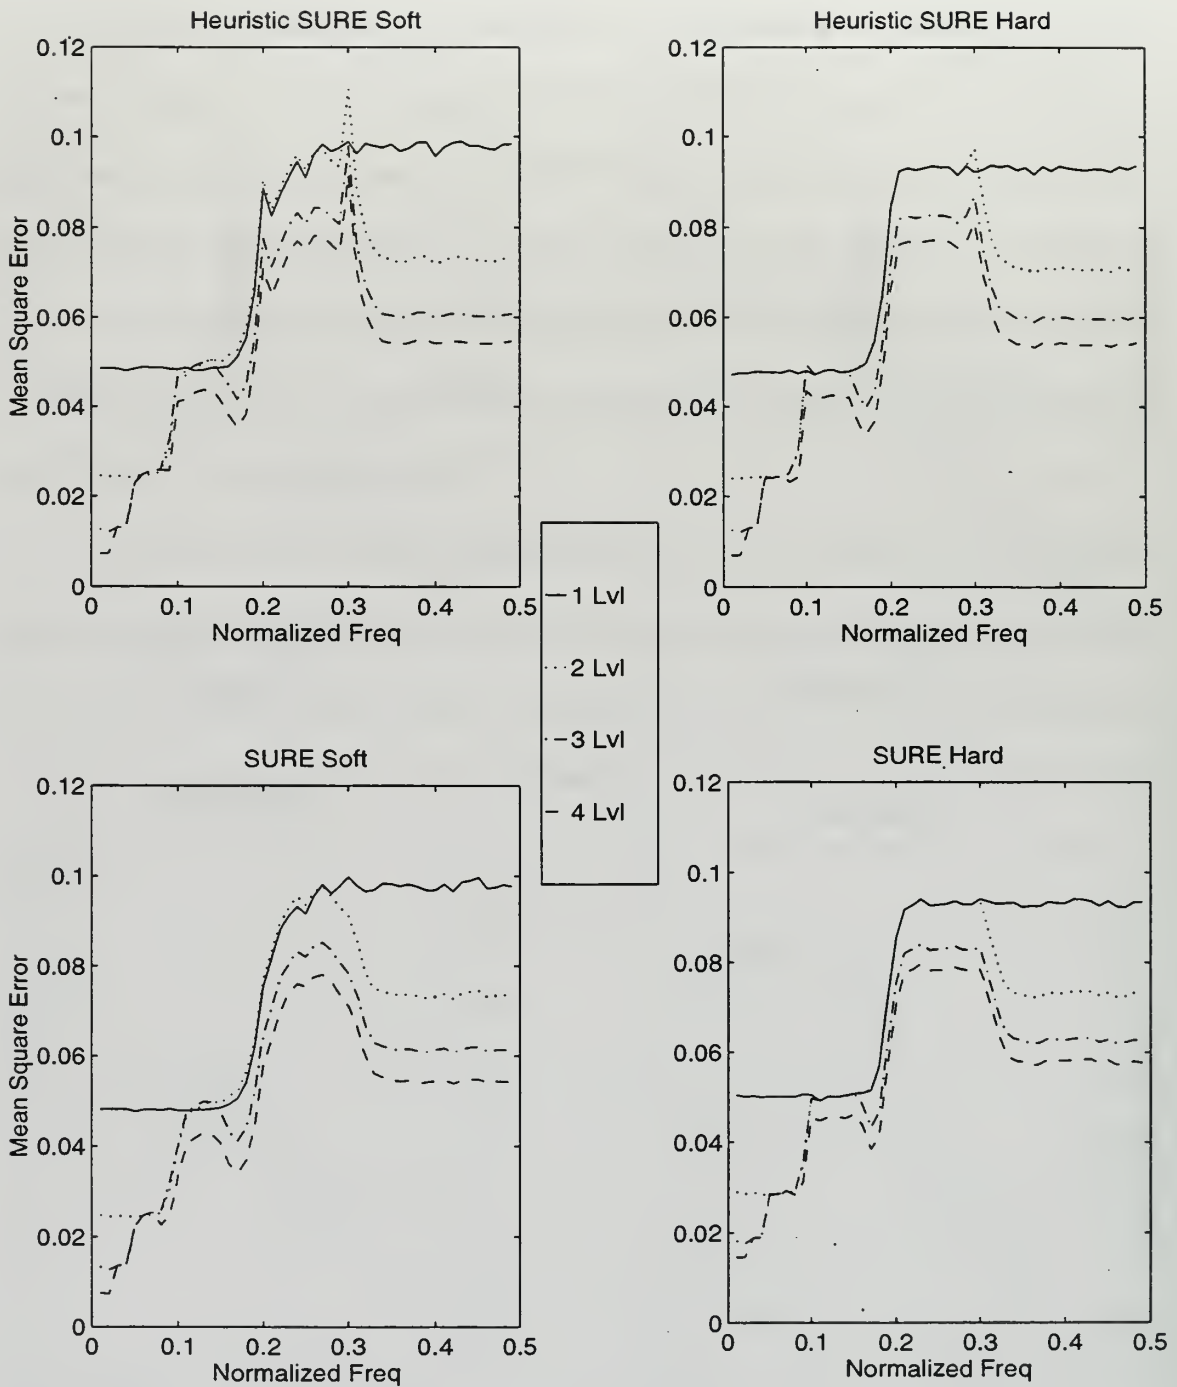 Heuristic SURE Soft
Heuristic SURE Hard
0.12
0.1
0.08
0.06
0.04
0.02
0
Mean Square Error
0 0.1 0.2 0.3 0.4 0.5
Normalized Freq
0.12
0.1
0.08
0.06
0.04
0.02
0
0 0.1 0.2 0.3 0.4 0.5
Normalized Freq
1 Lvl
2 Lvl
3 Lvl
4 Lvl
SURE Soft
SURE Hard
0.12
0.1
0.08
0.06
0.04
0.02
0
Mean Square Error
0 0.1 0.2 0.3 0.4 0.5
Normalized Freq
0.12
0.1
0.08
0.06
0.04
0.02
0
0 0.1 0.2 0.3 0.4 0.5
Normalized Freq